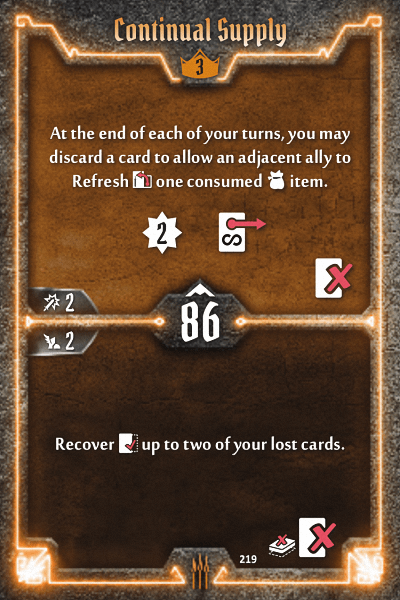 Continual Supply
3
At the end of each of your turns, you may
discard a card to allow an adjacent ally to
Refresh one consumed item.
2
2
86
2
Recover up to two of your lost cards.
219